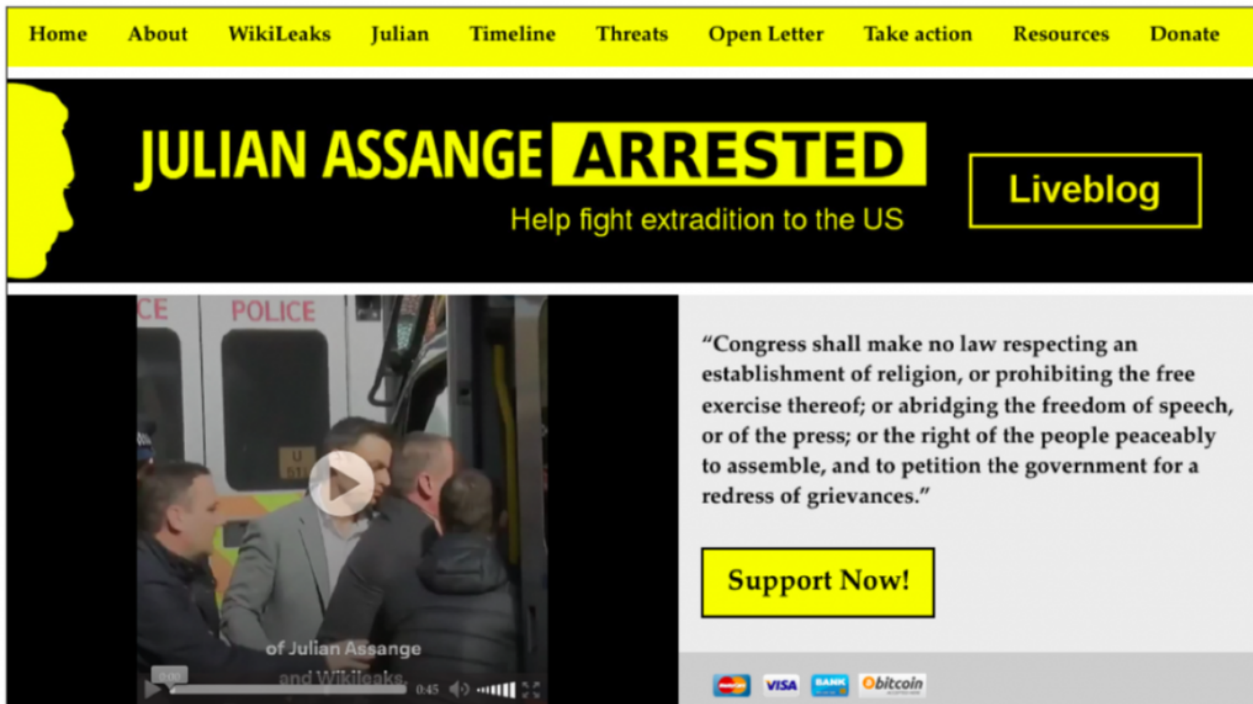 Home About WikiLeaks Julian Timeline Threats Open Letter Take action Resources Donate
JULIAN ASSANGE ARRESTED
Help fight extradition to the US
Liveblog
CE POLICE
U
of Julian Assange
and Wikileaks.
0:00
0:45
“Congress shall make no law respecting an
establishment of religion, or prohibiting the free
exercise thereof; or abridging the freedom of speech,
or of the press; or the right of the people peaceably
to assemble, and to petition the government for a
redress of grievances.”
Support Now!
MasterCard VISA BANK bitcoin